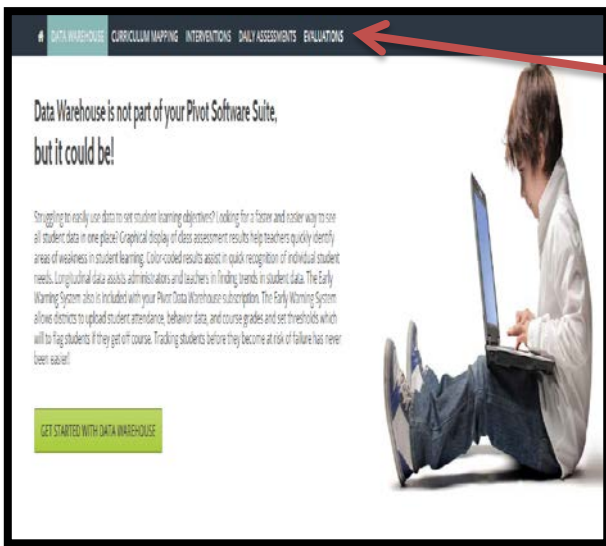 DATA WAREHOUSE CURRICULUM MAPPING INTERVENTIONS DAILY ASSESSMENTS EVALUATIONS
Data Warehouse is not part of your Pivot Software Suite,
but it could be!
Struggling to easily use data to set student learning objectives? Looking for a faster and easier way to see
all student data in one place? Graphical display of class assessment results help teachers quickly identify
areas of weakness in student learning. Color-coded results assist in quick recognition of individual student
needs. Longitudinal data assists administrators and teachers in finding trends in student data. The Early
Warning System also is included with your Pivot Data Warehouse subscription. The Early Warning System
allows districts to upload student attendance, behavior data, and course grades and set thresholds which
will to flag students if they get off course. Tracking students before they become at risk of failure has never
been easier!
GET STARTED WITH DATA WAREHOUSE